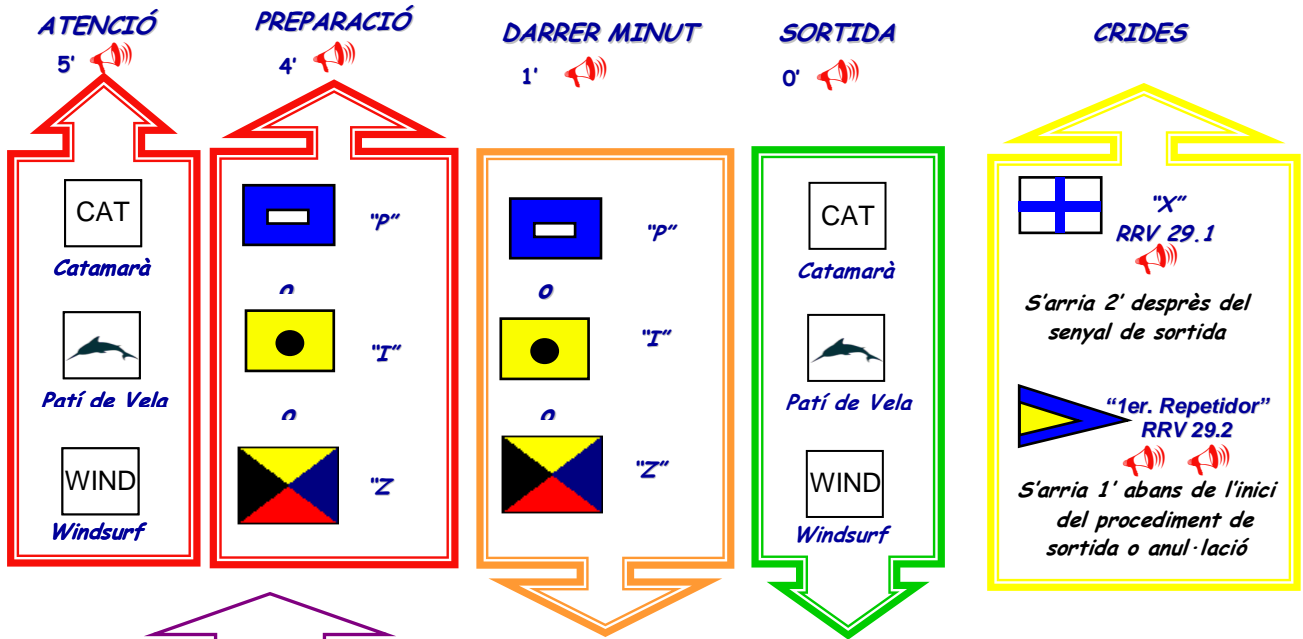 ATENCIÓ
5'
CAT
Catamarà
Patí de Vela
WIND
Windsurf
PREPARACIÓ
4'
"P"
o
"I"
o
"Z
DARRER MINUT
1'
"P"
o
"I"
o
"Z"
SORTIDA
0'
CAT
Catamarà
Patí de Vela
WIND
Windsurf
CRIDES
"X"
RRV 29.1
S'arria 2' desprès del
senyal de sortida
“1er. Repetidor”
RRV 29.2
S'arria 1' abans de l'inici
del procediment de
sortida o anul·lació